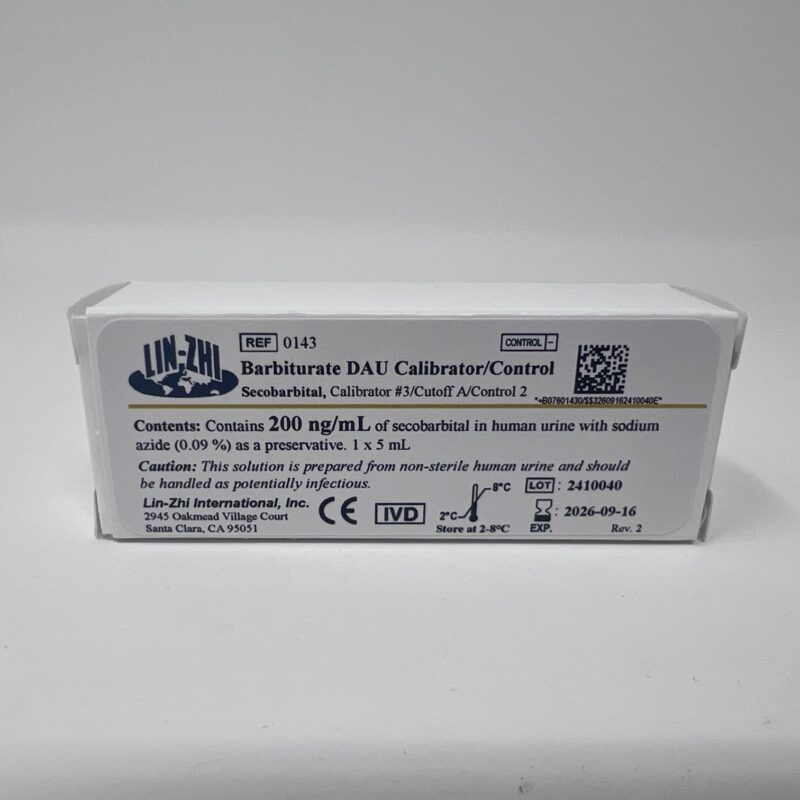 LIN-ZHI
REF 0143
CONTROL -
Barbiturate DAU Calibrator/Control
Secobarbital, Calibrator #3/Cutoff A/Control 2
*+B07601430/$$32609162410040E*
Contents: Contains 200 ng/mL of secobarbital in human urine with sodium
azide (0.09 %) as a preservative. 1 x 5 mL
Caution: This solution is prepared from non-sterile human urine and should
be handled as potentially infectious.
Lin-Zhi International, Inc.
2945 Oakmead Village Court
Santa Clara, CA 95051
CE
IVD
8°C
2°C
Store at 2-8°C
LOT : 2410040
: 2026-09-16
EXP.
Rev. 2